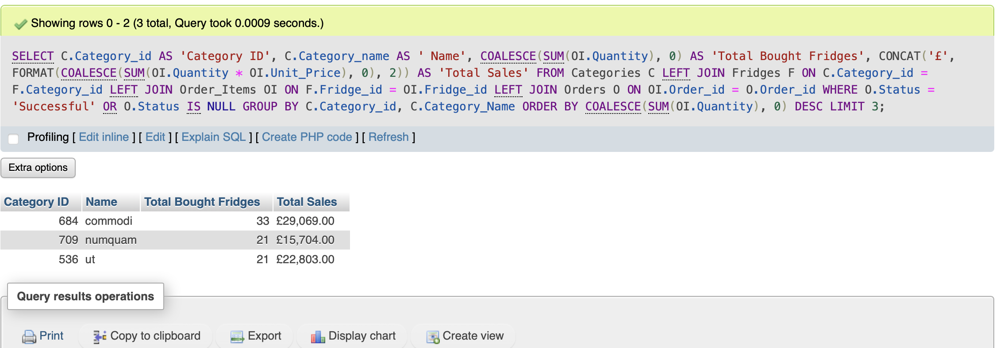 Showing rows 0 - 2 (3 total, Query took 0.0009 seconds.)
SELECT C.Category_id AS 'Category ID', C.Category_name AS ' Name', COALESCE(SUM(OI.Quantity), 0) AS 'Total Bought Fridges', CONCAT('£',
FORMAT(COALESCE(SUM(OI.Quantity * OI.Unit_Price), 0), 2)) AS 'Total Sales' FROM Categories C LEFT JOIN Fridges F ON C.Category_id =
F.Category_id LEFT JOIN Order_Items OI ON F.Fridge_id = OI.Fridge_id LEFT JOIN Orders O ON OI.Order_id = O.Order_id WHERE O.Status =
'Successful' OR O.Status IS NULL GROUP BY C.Category_id, C.Category_Name ORDER BY COALESCE(SUM(OI.Quantity), 0) DESC LIMIT 3;
Profiling [ Edit inline ] [ Edit ] [ Explain SQL ] [ Create PHP code ] [ Refresh ]
Extra options
Category ID Name Total Bought Fridges Total Sales
684 commodi 33 £29,069.00
709 numquam 21 £15,704.00
536 ut 21 £22,803.00
Query results operations
Print Copy to clipboard Export Display chart Create view